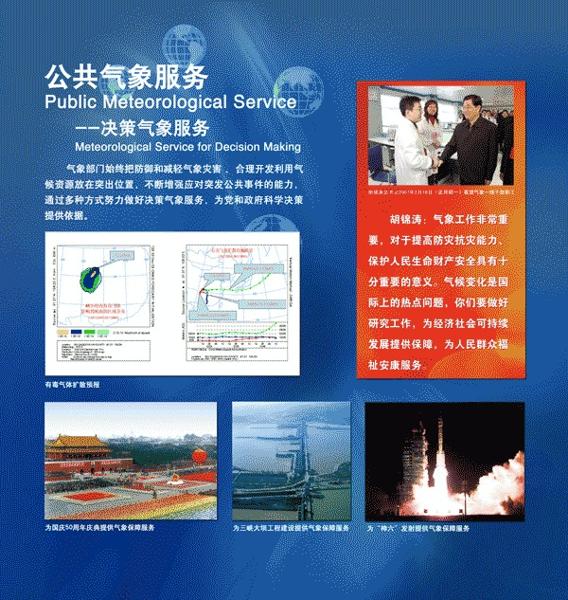 公共气象服务
Public Meteorological Service
--决策气象服务
Meteorological Service for Decision Making
气象部门始终把防御和减轻气象灾害、合理开发利用气
候资源放在突出位置，不断增强应对突发公共事件的能力，
通过多种方式努力做好决策气象服务，为党和政府科学决策
提供依据。
胡锦涛：气象工作非常重
要，对于提高防灾抗灾能力、
保护人民生命财产安全具有十
分重要的意义。气候变化是国
际上的热点问题，你们要做好
研究工作，为经济社会可持续
发展提供保障，为人民群众福
祉安康服务。
有毒气体扩散预报
为国庆50周年庆典提供气象保障服务
为三峡大坝工程建设提供气象保障服务
为“神六”发射提供气象保障服务